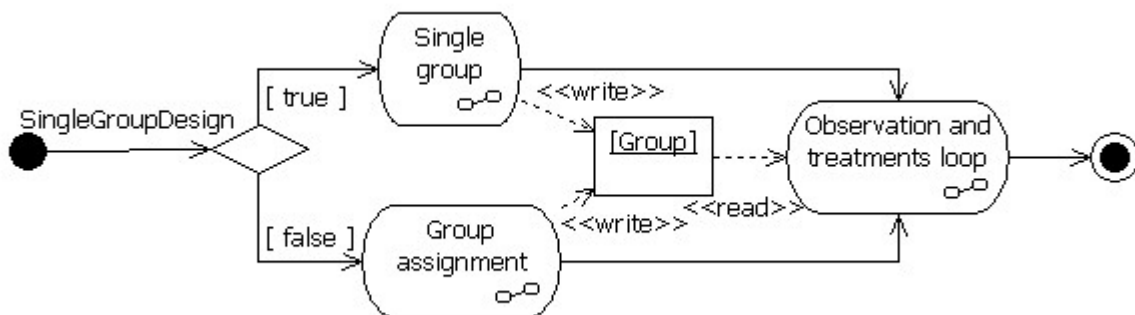 Single
group
[ true ]
<<write>>
SingleGroupDesign
[Group]
Observation and
treatments loop
<<read>>
<<write>>
[ false ]
Group
assignment